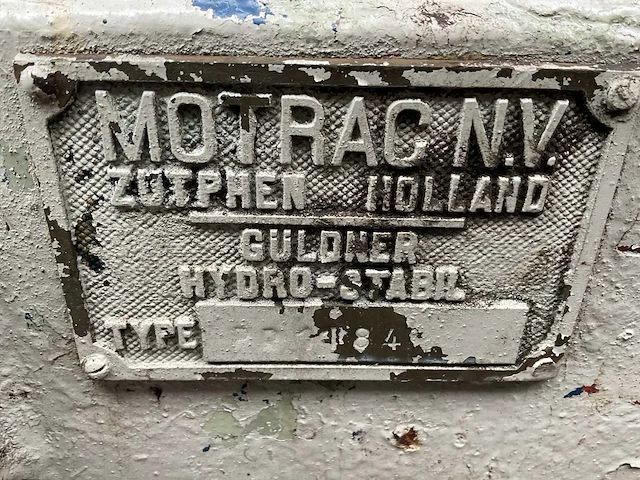 MOTRAC N.V.
ZUTPHEN HOLLAND
GULDNER
HYDRO-STABIL
TYPE